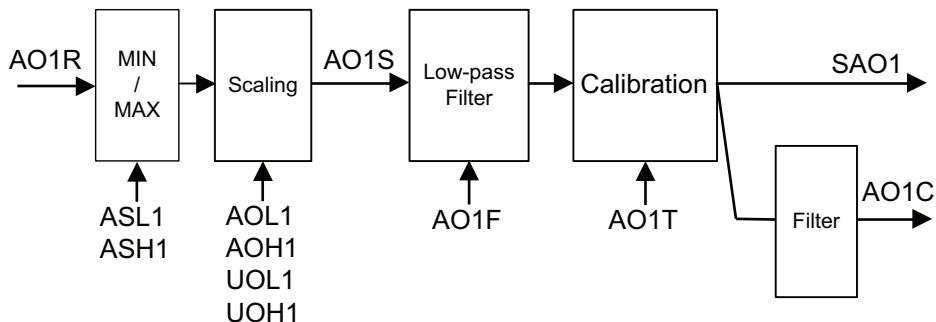 AO1R
MIN
/
MAX
Scaling
AO1S
Low-pass
Filter
Calibration
SAO1
ASL1
ASH1
AOL1
AOH1
UOL1
UOH1
AO1F
AO1T
Filter
AO1C